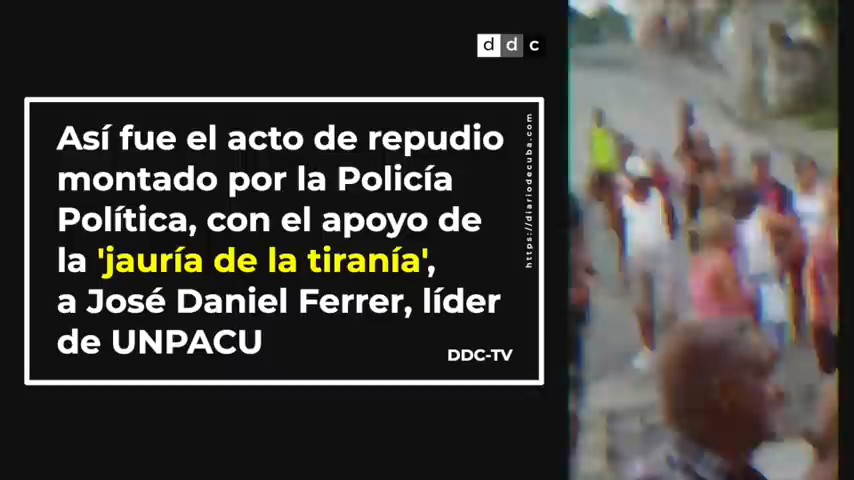 ddc
Así fue el acto de repudio
montado por la Policía
Política, con el apoyo de
la 'jauría de la tiranía',
a José Daniel Ferrer, líder
de UNPACU
DDC-TV
https://diariodecuba.com